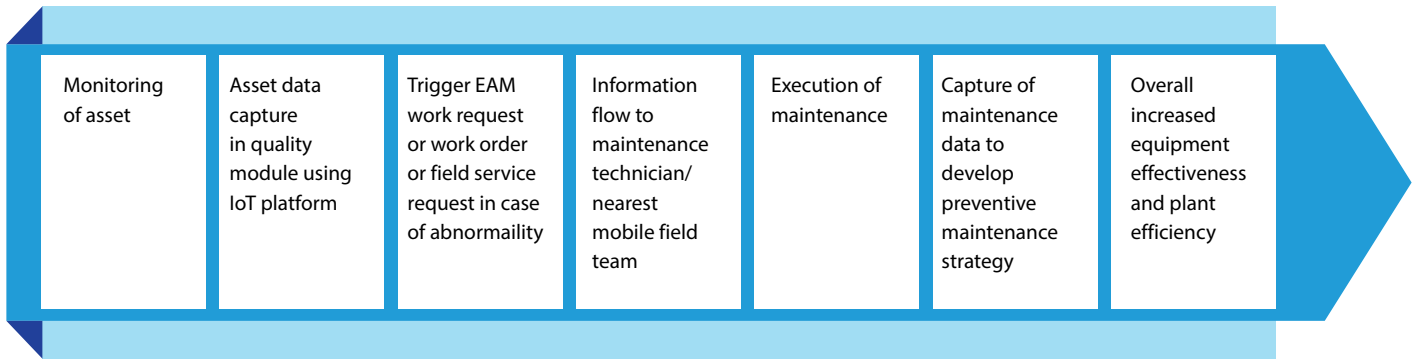 Monitoring
of asset
Asset data
capture
in quality
module using
IoT platform
Trigger EAM
work request
or work order
or field service
request in case
of abnormaility
Information
flow to
maintenance
technician/
nearest
mobile field
team
Execution of
maintenance
Capture of
maintenance
data to
develop
preventive
maintenance
strategy
Overall
increased
equipment
effectiveness
and plant
efficiency